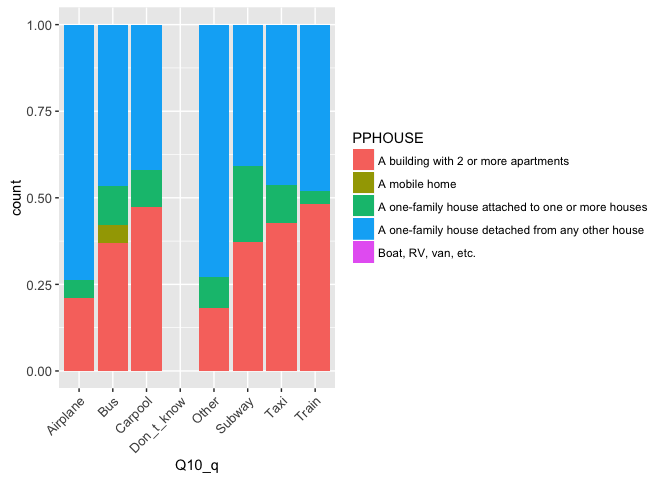 1.00
0.75
0.50
0.25
0.00
count
Airplane
Bus
Carpool
Don_t_know
Other
Subway
Taxi
Train
Q10_q
PPHOUSE
A building with 2 or more apartments
A mobile home
A one-family house attached to one or more houses
A one-family house detached from any other house
Boat, RV, van, etc.